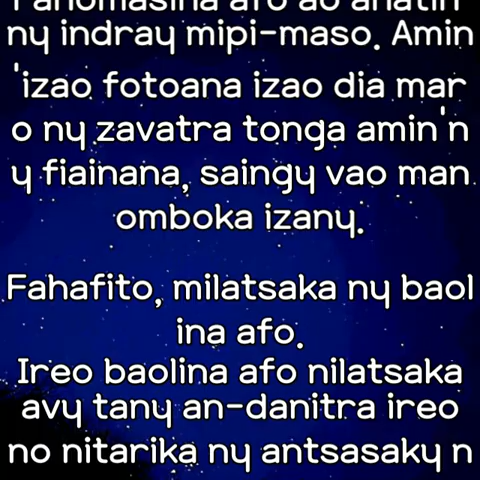 ny indray mipi-maso. Amin
'izao fotoana izao dia mar
o ny zavatra tonga amin'n
y fiainana, saingy vao man
omboka izany.
Fahafito, milatsaka ny baol
ina afo.
Ireo baolina afo nilatsaka
avy tany an-danitra ireo
no nitarika ny antsasaky n